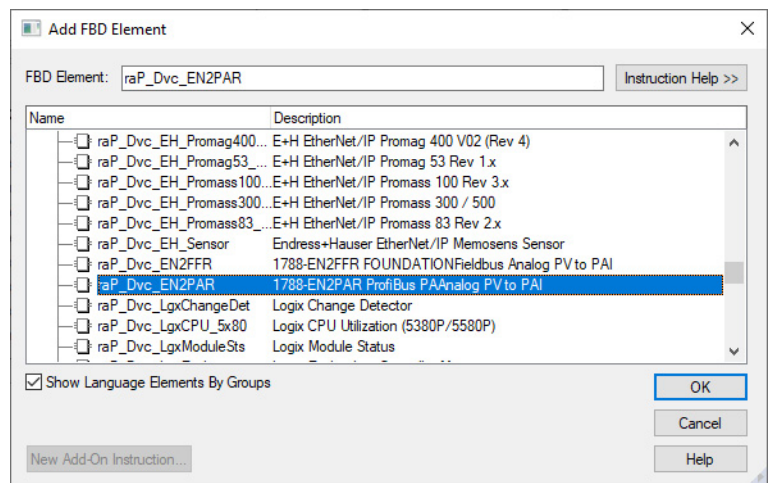 Add FBD Element
FBD Element: raP_Dvc_EN2PAR Instruction Help >>
Name Description
raP_Dvc_EH_Promag400... E+H EtherNet/IP Promag 400 V02 (Rev 4)
raP_Dvc_EH_Promag53_... E+H EtherNet/IP Promag 53 Rev 1.x
raP_Dvc_EH_Promass100... E+H EtherNet/IP Promass 100 Rev 3.x
raP_Dvc_EH_Promass300... E+H EtherNet/IP Promass 300 / 500
raP_Dvc_EH_Promass83_... E+H EtherNet/IP Promass 83 Rev 2.x
raP_Dvc_EH_Sensor Endress+Hauser EtherNet/IP Memosens Sensor
raP_Dvc_EN2FFR 1788-EN2FFR FOUNDATIONFieldbus Analog PV to PAI
raP_Dvc_EN2PAR 1788-EN2PAR ProfiBus PAAnalog PV to PAI
raP_Dvc_LgxChangeDet Logix Change Detector
raP_Dvc_LgxCPU_5x80 Logix CPU Utilization (5380P/5580P)
raP_Dvc_LgxModuleSts Logix Module Status
Show Language Elements By Groups
OK
Cancel
New Add-On Instruction... Help